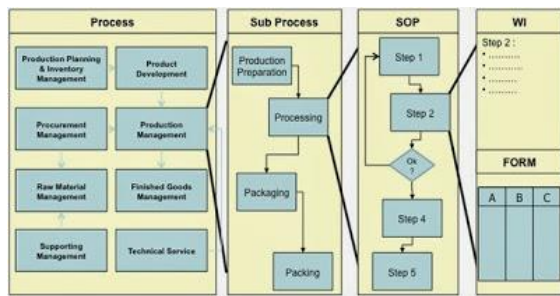 Process
Production Planning
& Inventory
Management
Product
Development
Procurement
Management
Production
Management
Raw Material
Management
Finished Goods
Management
Supporting
Management
Technical Service
Sub Process
Production
Preparation
Processing
Packaging
Packing
SOP
Step 1
Step 2
Ok
?
Step 4
Step 5
WI
Step 2 :
• ..........
• ...........
• .........
• .........
FORM
A B C